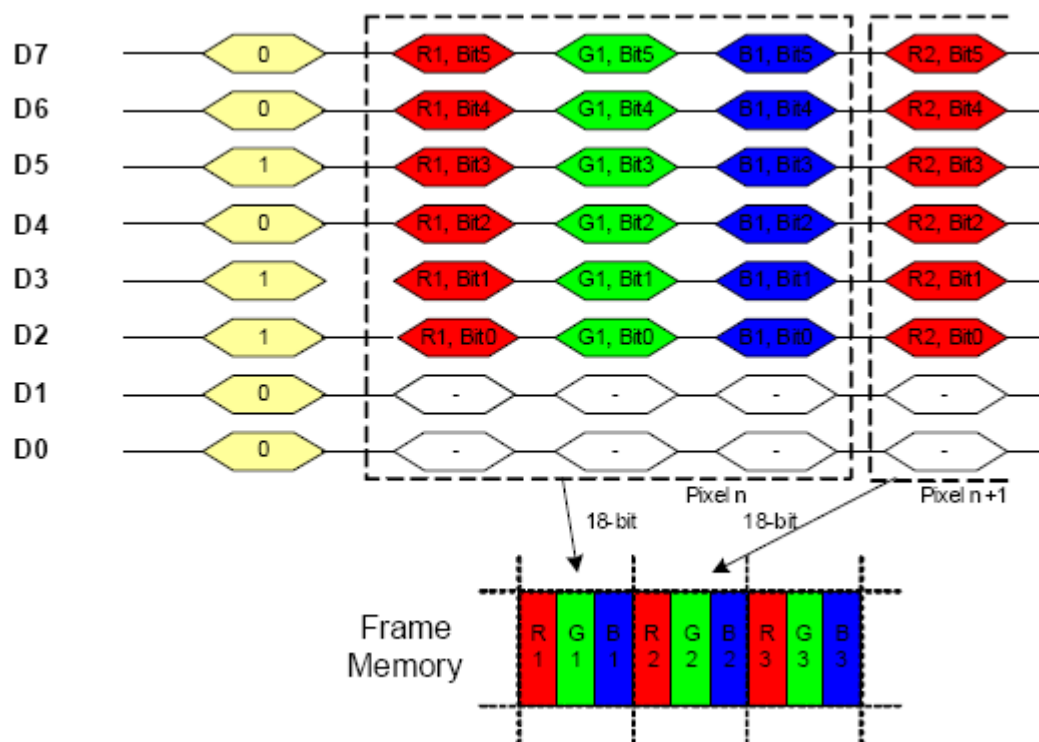 D7 0 R1, Bit5 G1, Bit5 B1, Bit5 R2, Bit5
D6 0 R1, Bit4 G1, Bit4 B1, Bit4 R2, Bit4
D5 1 R1, Bit3 G1, Bit3 B1, Bit3 R2, Bit3
D4 0 R1, Bit2 G1, Bit2 B1, Bit2 R2, Bit2
D3 1 R1, Bit1 G1, Bit1 B1, Bit1 R2, Bit1
D2 1 R1, Bit0 G1, Bit0 B1, Bit0 R2, Bit0
D1 0 - - - -
D0 0 - - - -
Pixel n Pixel n +1
18-bit 18-bit
Frame
Memory
R G B R G B R G B
1 1 1 2 2 2 3 3 3